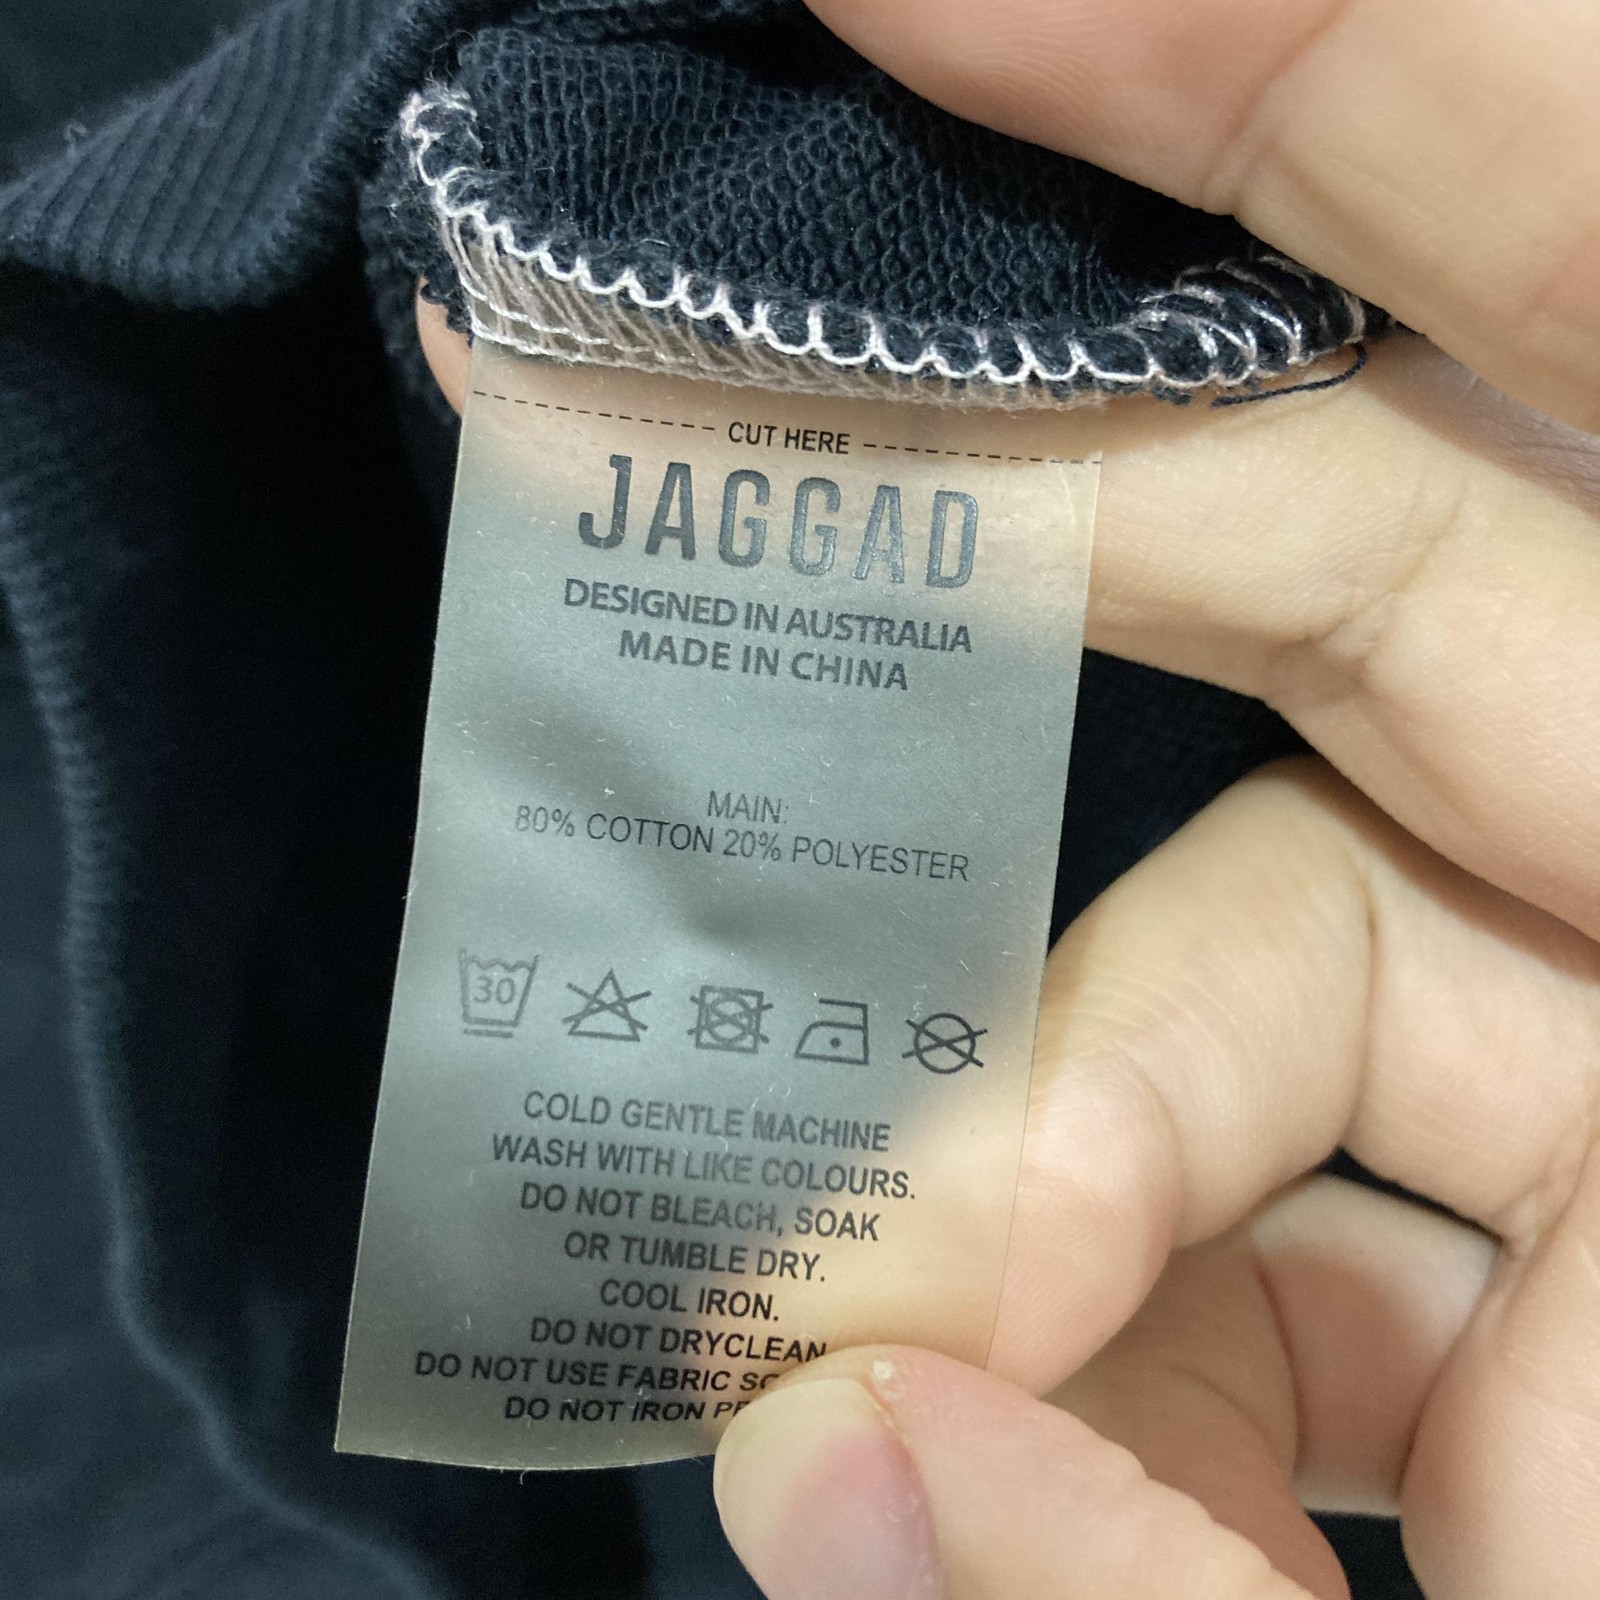 CUT HERE
JAGGAD
DESIGNED IN AUSTRALIA
MADE IN CHINA
MAIN:
80% COTTON 20% POLYESTER
30
COLD GENTLE MACHINE
WASH WITH LIKE COLOURS.
DO NOT BLEACH, SOAK
OR TUMBLE DRY.
COOL IRON.
DO NOT DRYCLEAN
DO NOT USE FABRIC
DO NOT IRON